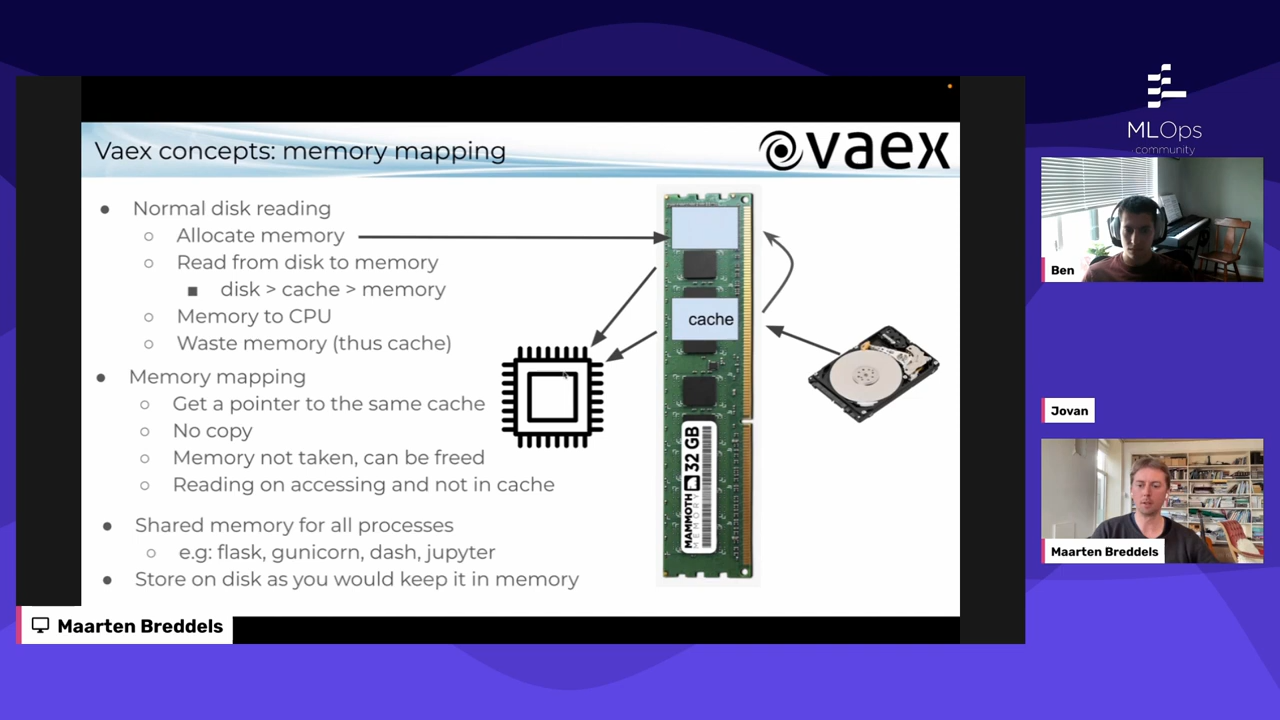 Vaex concepts: memory mapping
vaex
● Normal disk reading
○ Allocate memory
○ Read from disk to memory
■ disk > cache > memory
○ Memory to CPU
○ Waste memory (thus cache)
● Memory mapping
○ Get a pointer to the same cache
○ No copy
○ Memory not taken, can be freed
○ Reading on accessing and not in cache
● Shared memory for all processes
○ e.g: flask, gunicorn, dash, jupyter
● Store on disk as you would keep it in memory
cache
MAMMOTH
MEMORY
32 GB
Maarten Breddels
MLOps
community
Ben
Jovan
Maarten Breddels